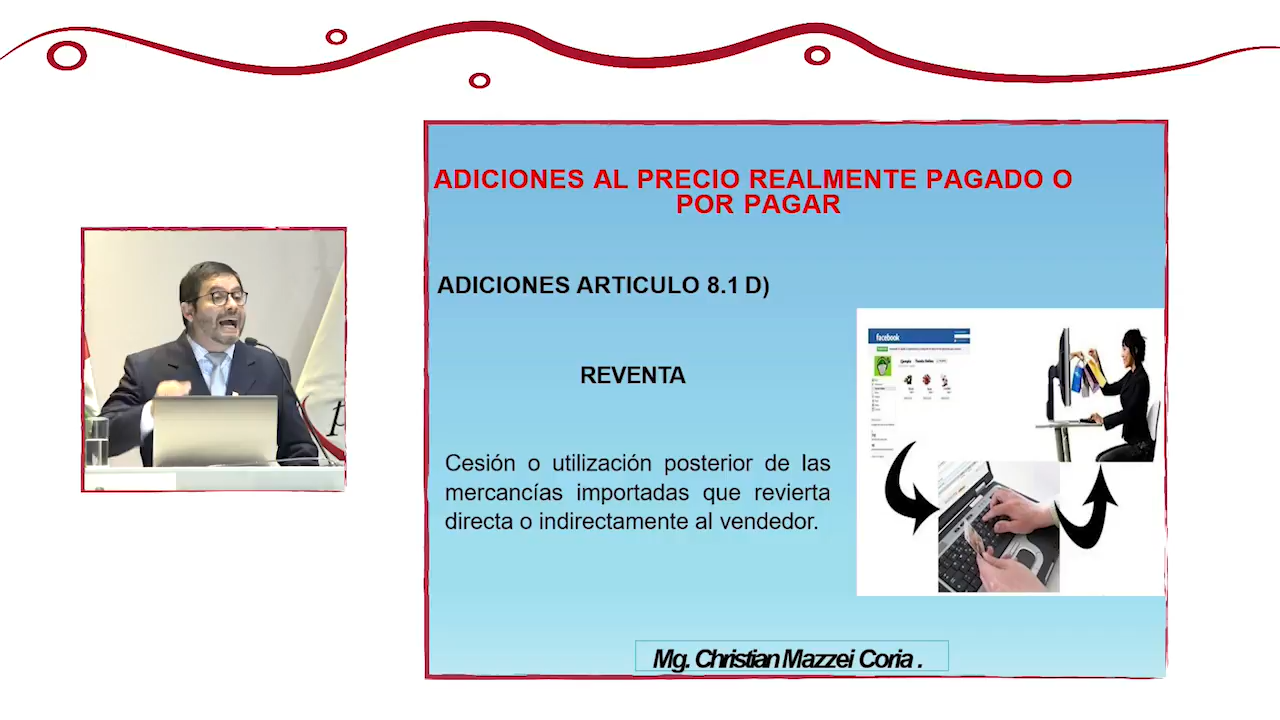 ADICIONES AL PRECIO REALMENTE PAGADO O
POR PAGAR
ADICIONES ARTICULO 8.1 D)
REVENTA
Cesión o utilización posterior de las
mercancías importadas que revierta
directa o indirectamente al vendedor.
facebook
Mg. Christian Mazzei Coria .